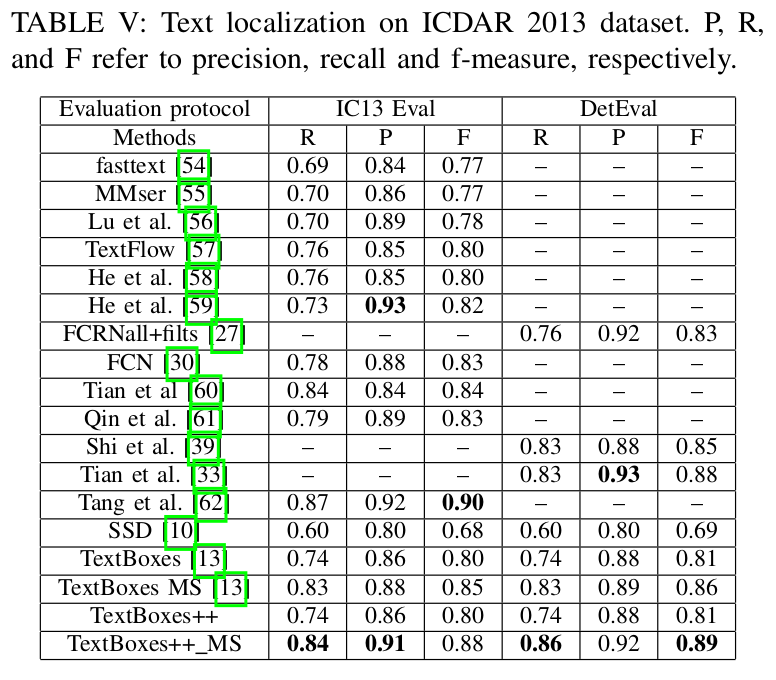 TABLE V: Text localization on ICDAR 2013 dataset. P, R,
and F refer to precision, recall and f-measure, respectively.
Evaluation protocol IC13 Eval DetEval
Methods R P F R P F
fasttext [54] 0.69 0.84 0.77 – – –
MMser [55] 0.70 0.86 0.77 – – –
Lu et al. [56] 0.70 0.89 0.78 – – –
TextFlow [57] 0.76 0.85 0.80 – – –
He et al. [58] 0.76 0.85 0.80 – – –
He et al. [59] 0.73 0.93 0.82 – – –
FCRNall+filts [27] – – – 0.76 0.92 0.83
FCN [30] 0.78 0.88 0.83 – – –
Tian et al [60] 0.84 0.84 0.84 – – –
Qin et al. [61] 0.79 0.89 0.83 – – –
Shi et al. [39] – – – 0.83 0.88 0.85
Tian et al. [33] – – – 0.83 0.93 0.88
Tang et al. [62] 0.87 0.92 0.90 – – –
SSD [10] 0.60 0.80 0.68 0.60 0.80 0.69
TextBoxes [13] 0.74 0.86 0.80 0.74 0.88 0.81
TextBoxes MS [13] 0.83 0.88 0.85 0.83 0.89 0.86
TextBoxes++ 0.74 0.86 0.80 0.74 0.88 0.81
TextBoxes++_MS 0.84 0.91 0.88 0.86 0.92 0.89